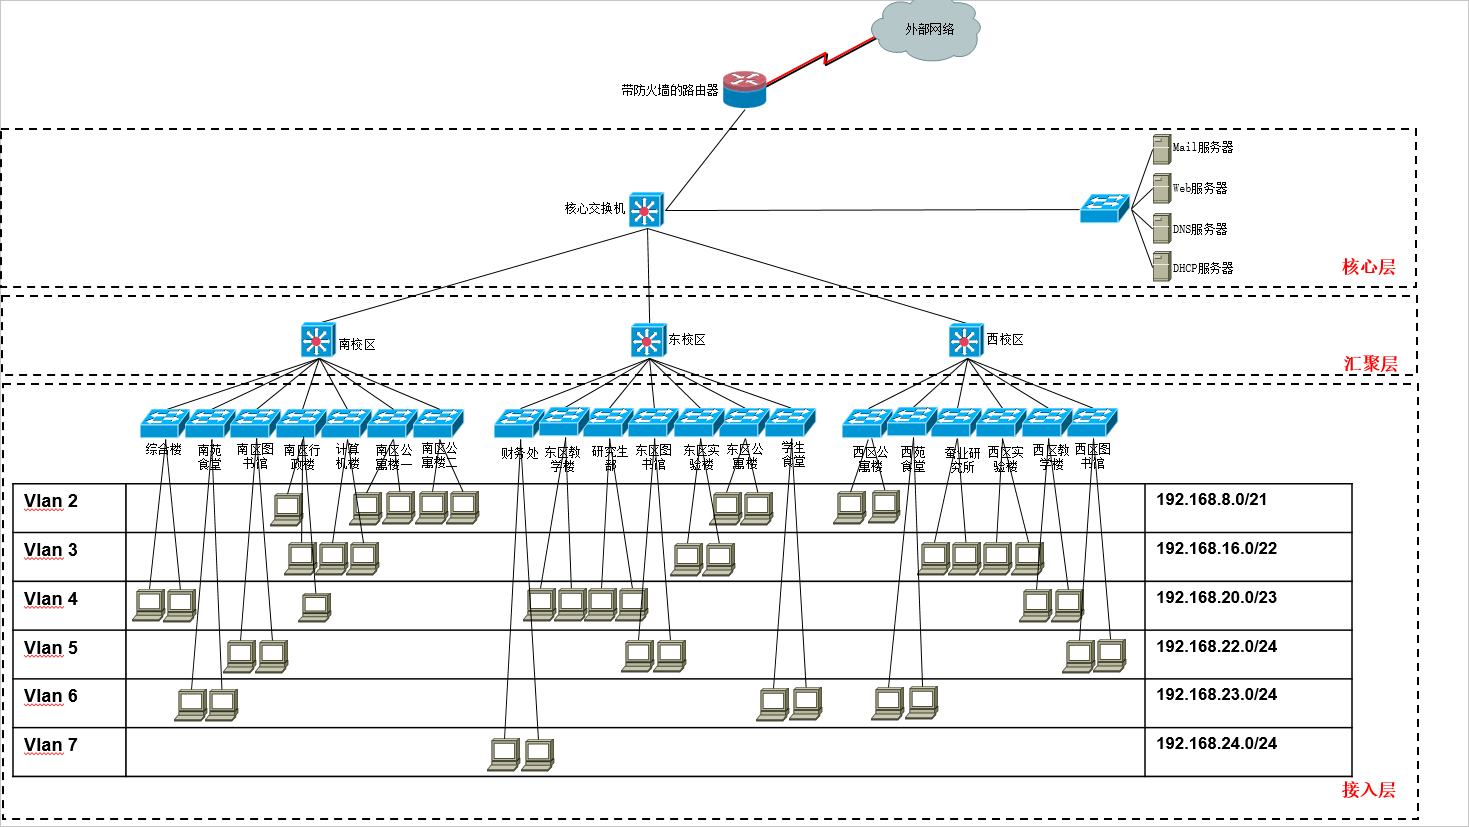 外部网络
带防火墙的路由器
Mail服务器
Web服务器
核心交换机
DNS服务器
DHCP服务器
核心层
南校区
东校区
西校区
汇聚层
综合楼
南苑
食堂
南区图
书馆
南区行
政楼
计算
机楼
南区公
寓楼一
南区公
寓楼二
财务处
东区教
学楼
研究生
部
东区图
书馆
东区实
验楼
东区公
寓楼
学生
食堂
西区公
寓楼
西苑
食堂
蚕业研
究所
西区实
验楼
西区教
学楼
西区图
书馆
Vlan 2
192.168.8.0/21
Vlan 3
192.168.16.0/22
Vlan 4
192.168.20.0/23
Vlan 5
192.168.22.0/24
Vlan 6
192.168.23.0/24
Vlan 7
192.168.24.0/24
接入层